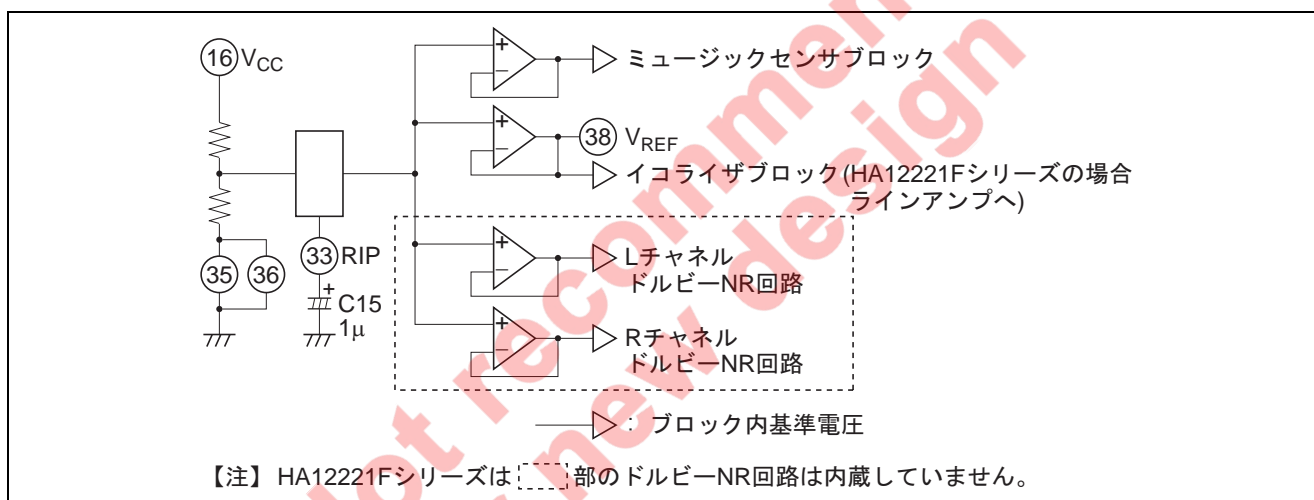 16 VCC
+
−
ミュージックセンサブロック
+
−
38 VREF
イコライザブロック(HA12221Fシリーズの場合
ラインアンプへ)
35 36
33 RIP
+
C15
1μ
+
−
Lチャネル
ドルビーNR回路
+
−
Rチャネル
ドルビーNR回路
: ブロック内基準電圧
【注】 HA12221Fシリーズは 部のドルビーNR回路は内蔵していません。
not recommen
new design